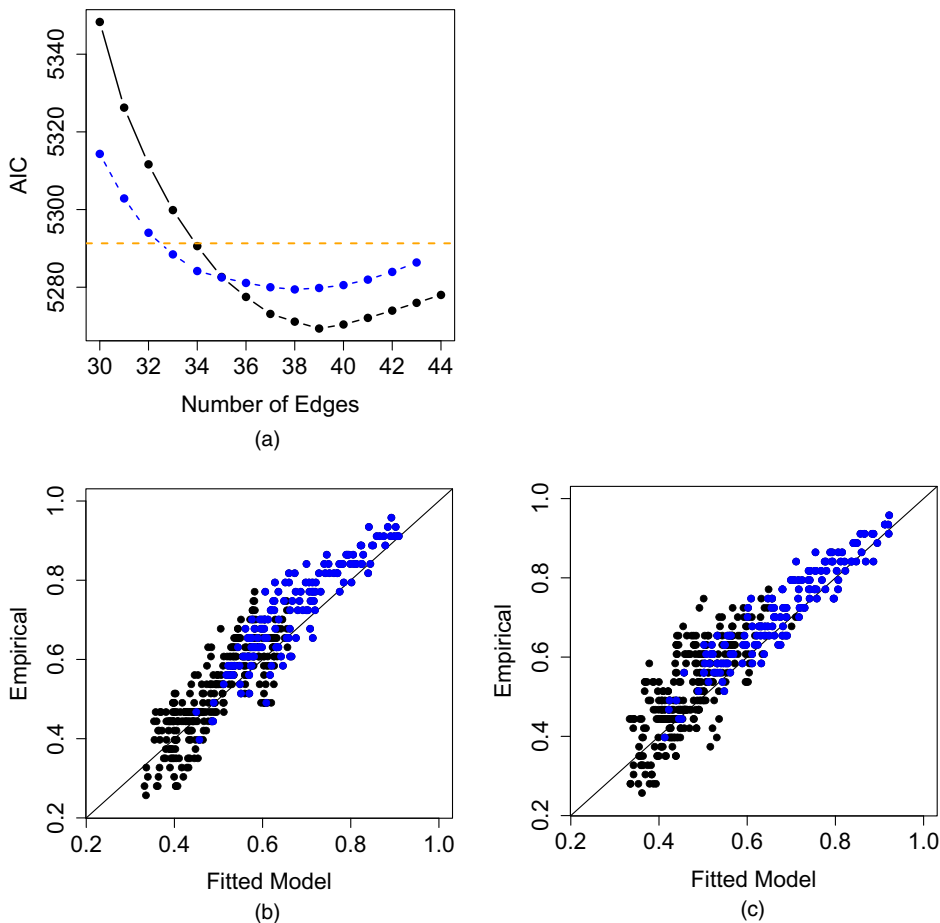 5340
5320
5300
5280
AIC
30 32 34 36 38 40 42 44
Number of Edges
(a)
1.0
0.8
0.6
0.4
0.2
Empirical
0.2 0.4 0.6 0.8 1.0
Fitted Model
(b)
1.0
0.8
0.6
0.4
0.2
Empirical
0.2 0.4 0.6 0.8 1.0
Fitted Model
(c)